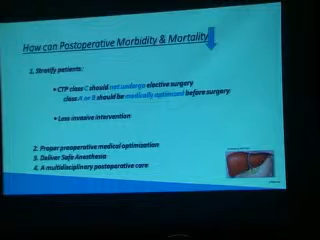 How can Postoperative Morbidity & Mortality
1. Stratify patients:
• CTP class C should not undergo elective surgery
class A or B should be medically optimized before surgery.
• Less invasive intervention
2. Proper preoperative medical optimization
3. Deliver Safe Anesthesia
4. A multidisciplinary postoperative care